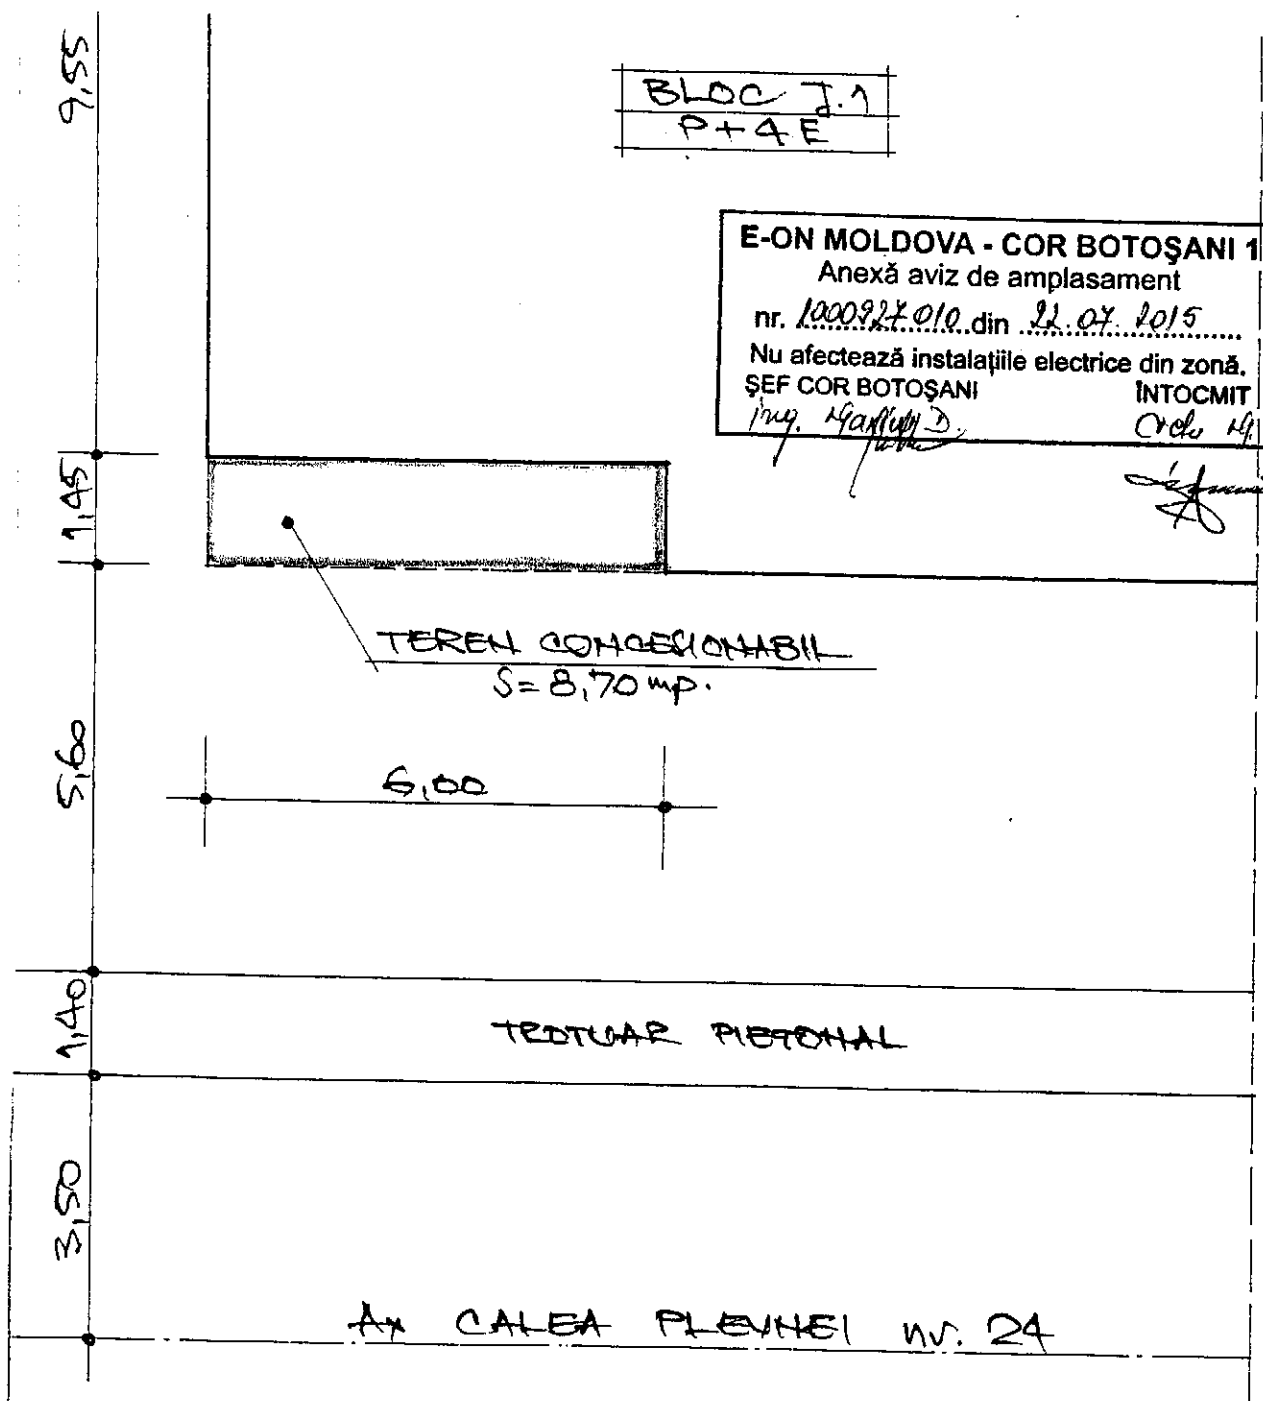 9,55
BLOC J.1
P+4E
E-ON MOLDOVA - COR BOTOŞANI 1
Anexă aviz de amplasament
nr. 1000927010 din 22.07.2015
Nu afectează instalaţiile electrice din zonă.
ŞEF COR BOTOŞANI ÎNTOCMIT
ing. D.
1,45
TEREN CONCESIONABIL
S=8,70 mp.
5,60
6,00
1,40
TROTUAR PIETONAL
3,50
Ax CALEA PLEVNEI nr. 24